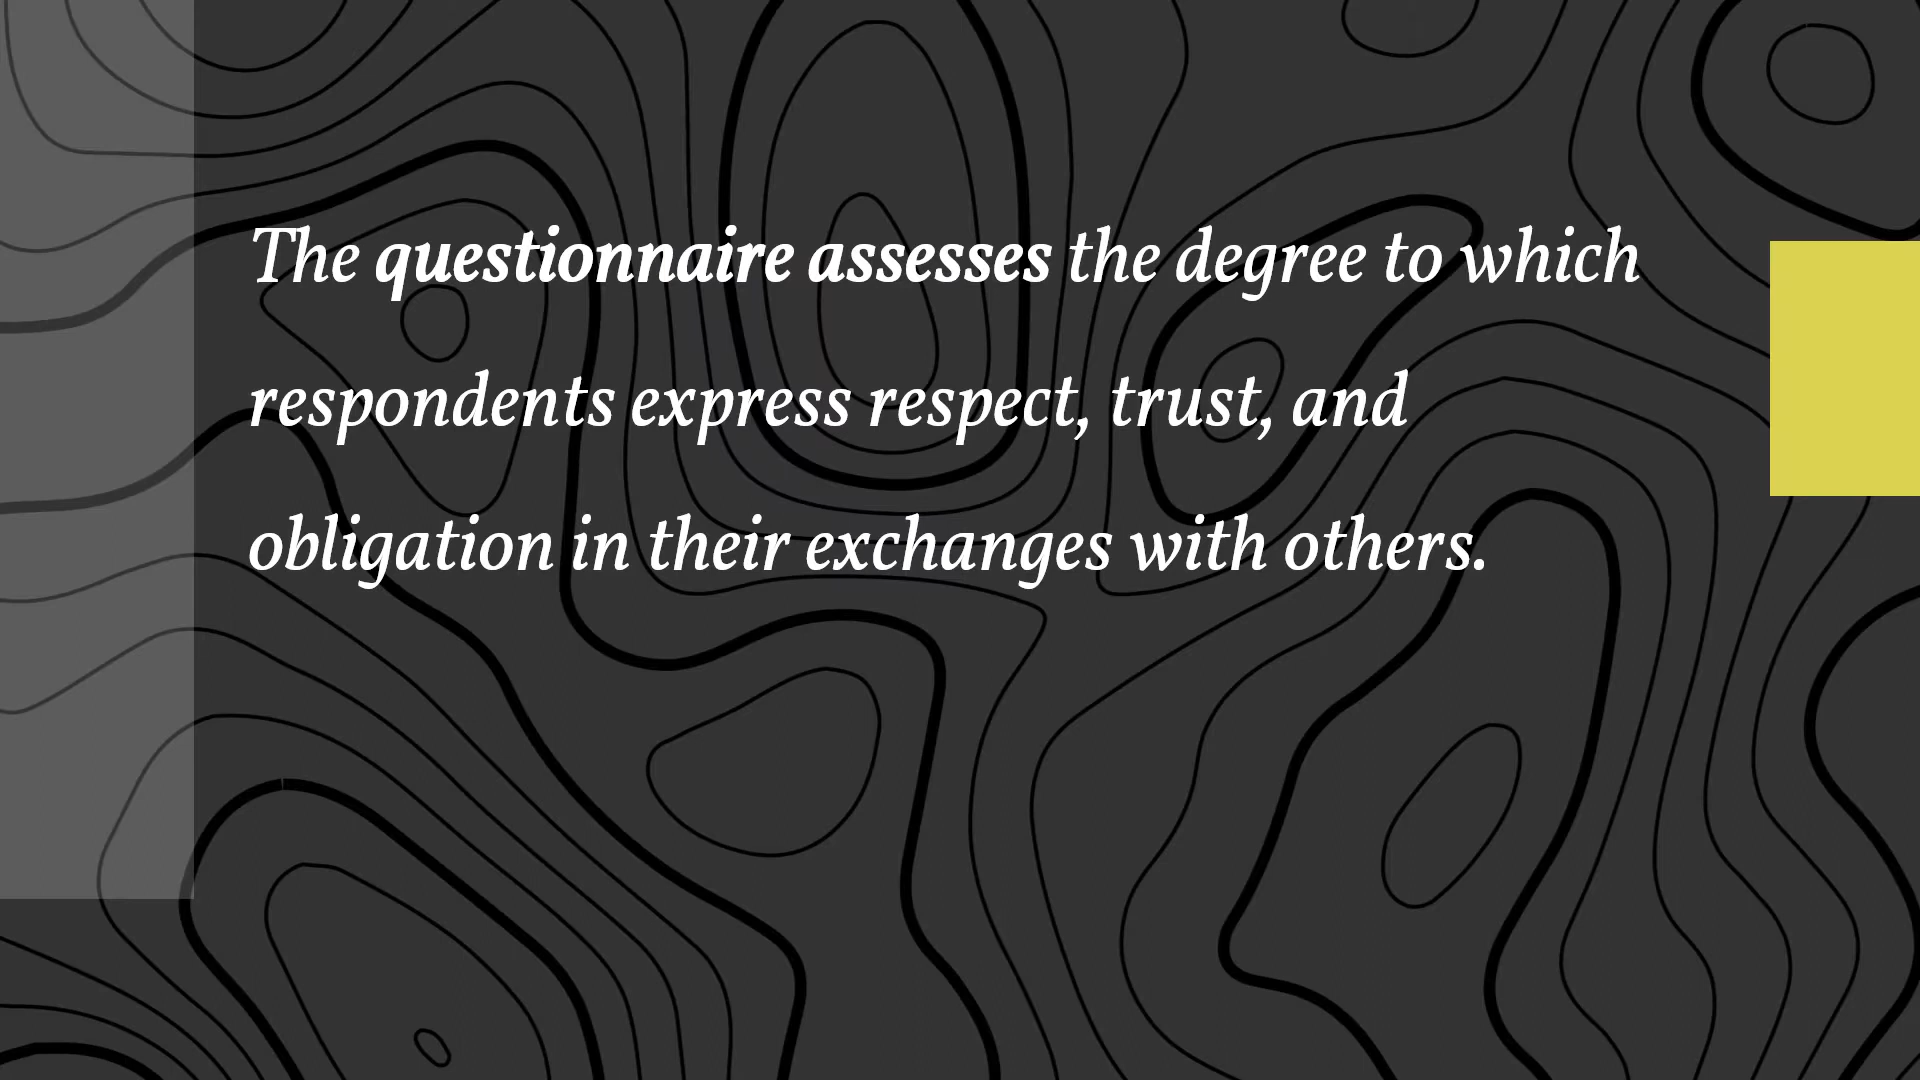 The questionnaire assesses the degree to which
respondents express respect, trust, and
obligation in their exchanges with others.